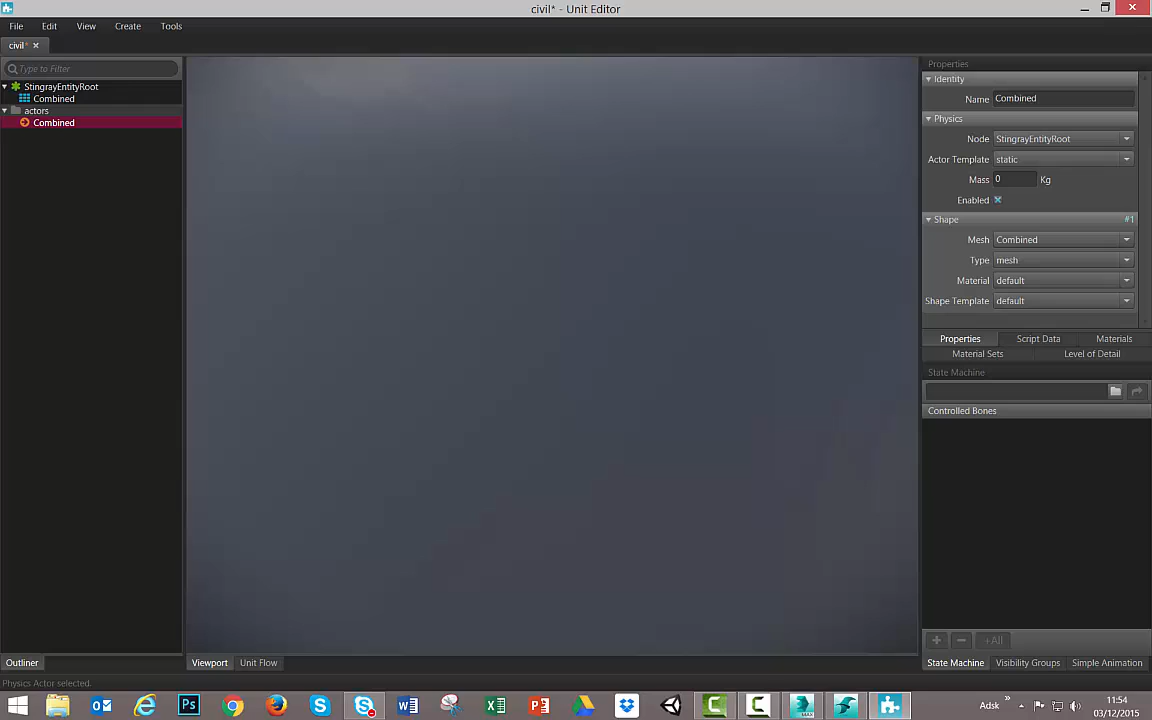 civil* - Unit Editor
File Edit View Create Tools
civil*
Type to Filter
StingrayEntityRoot
Combined
actors
Combined
Properties
Identity
Name Combined
Physics
Node StingrayEntityRoot
Actor Template static
Mass 0 Kg
Enabled
Shape #1
Mesh Combined
Type mesh
Material default
Shape Template default
Properties Script Data Materials
Material Sets Level of Detail
State Machine
Controlled Bones
+All
Outliner
Viewport Unit Flow
State Machine Visibility Groups Simple Animation
Physics Actor selected.
Adsk
11:54
03/12/2015